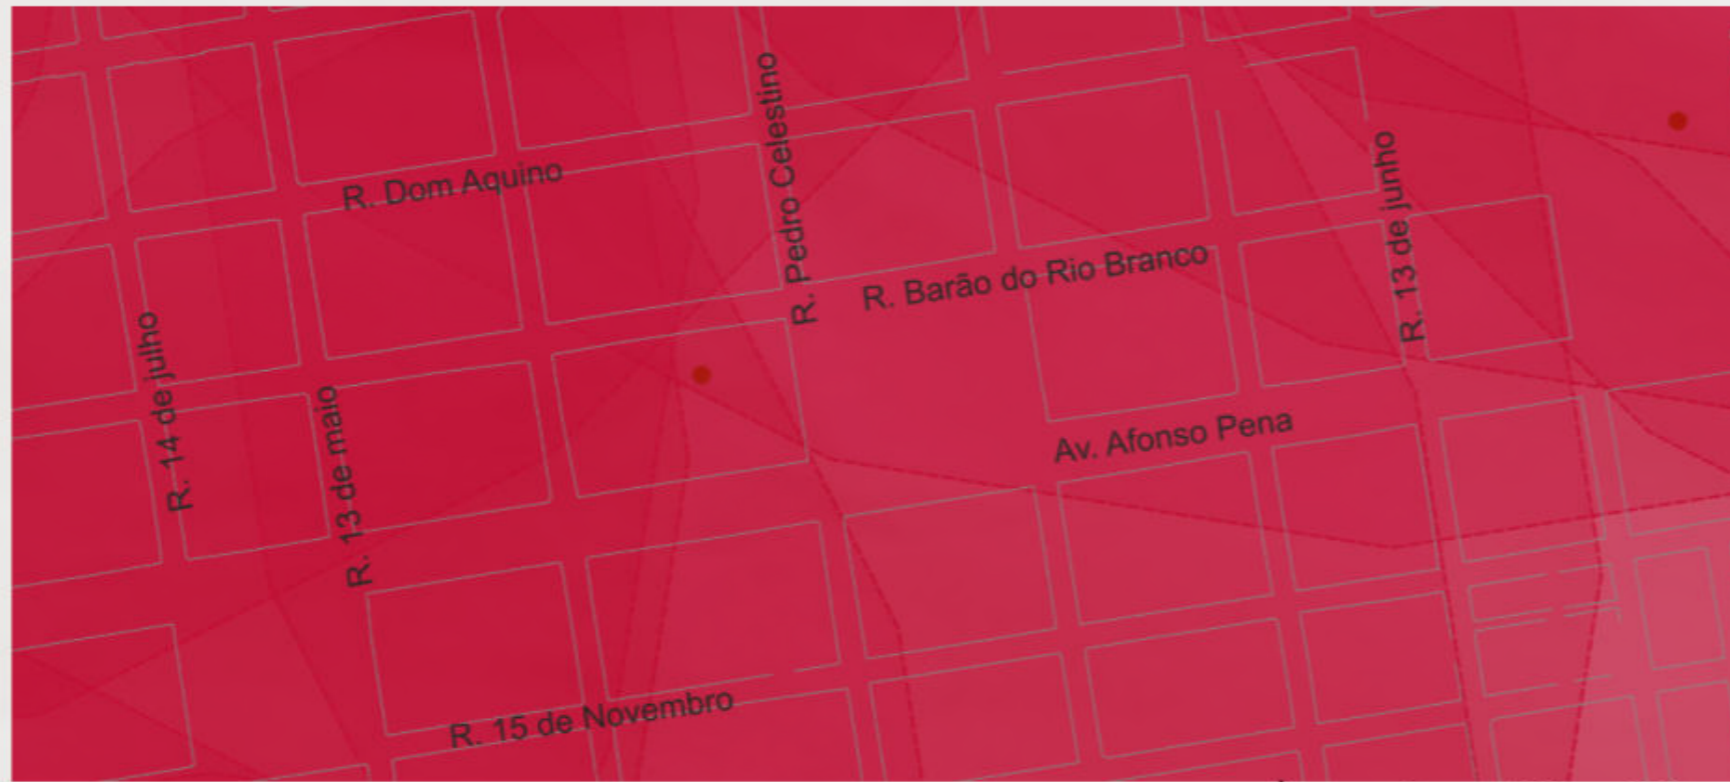 R. Pedro Celestino
R. Dom Aquino
R. 13 de junho
R. Barão do Rio Branco
R. 14 de julho
R. 13 de maio
Av. Afonso Pena
R. 15 de Novembro